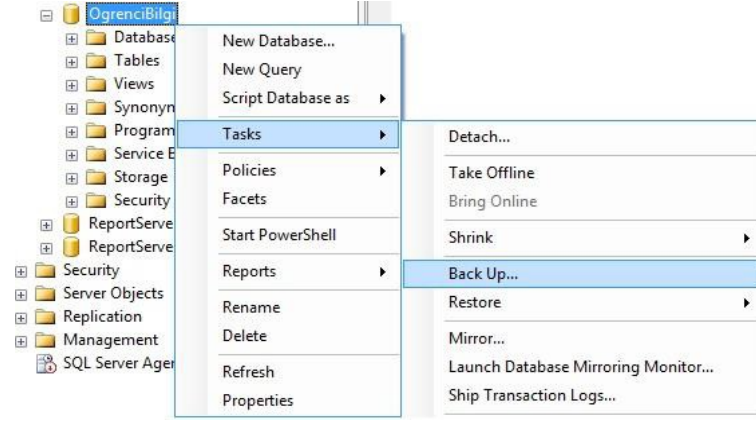 OgrenciBilgi
Database
Tables
Views
Synonyn
Program
Service E
Storage
Security
ReportServe
ReportServe
Security
Server Objects
Replication
Management
SQL Server Ager
New Database...
New Query
Script Database as
Tasks
Policies
Facets
Start PowerShell
Reports
Rename
Delete
Refresh
Properties
Detach...
Take Offline
Bring Online
Shrink
Back Up...
Restore
Mirror...
Launch Database Mirroring Monitor...
Ship Transaction Logs...